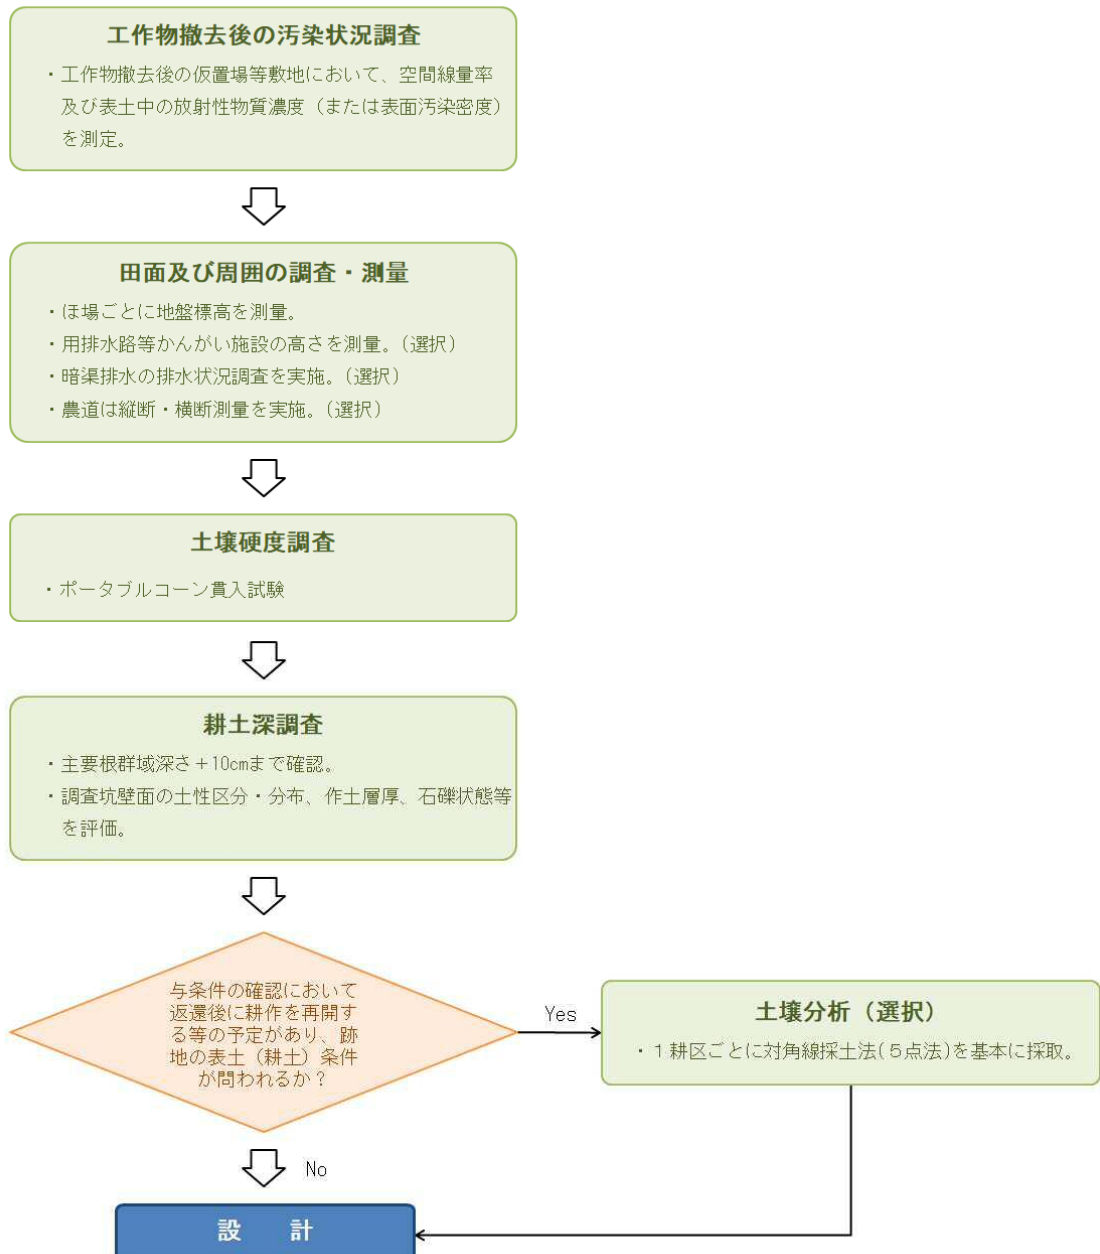 工作物撤去後の汚染状況調査
・工作物撤去後の仮置場等敷地において、空間線量率
及び表土中の放射性物質濃度（または表面汚染密度）
を測定。
田面及び周囲の調査・測量
・ほ場ごとに地盤標高を測量。
・用排水路等かんがい施設の高さを測量。（選択）
・暗渠排水の排水状況調査を実施。（選択）
・農道は縦断・横断測量を実施。（選択）
土壌硬度調査
・ポータブルコーン貫入試験
耕土深調査
・主要根群域深さ＋10cmまで確認。
・調査坑壁面の土性区分・分布、作土層厚、石礫状態等
を評価。
与条件の確認において
返還後に耕作を再開す
る等の予定があり、跡
地の表土（耕土）条件
が問われるか？
Yes
土壌分析（選択）
・１耕区ごとに対角線採土法(５点法)を基本に採取。
No
設　計